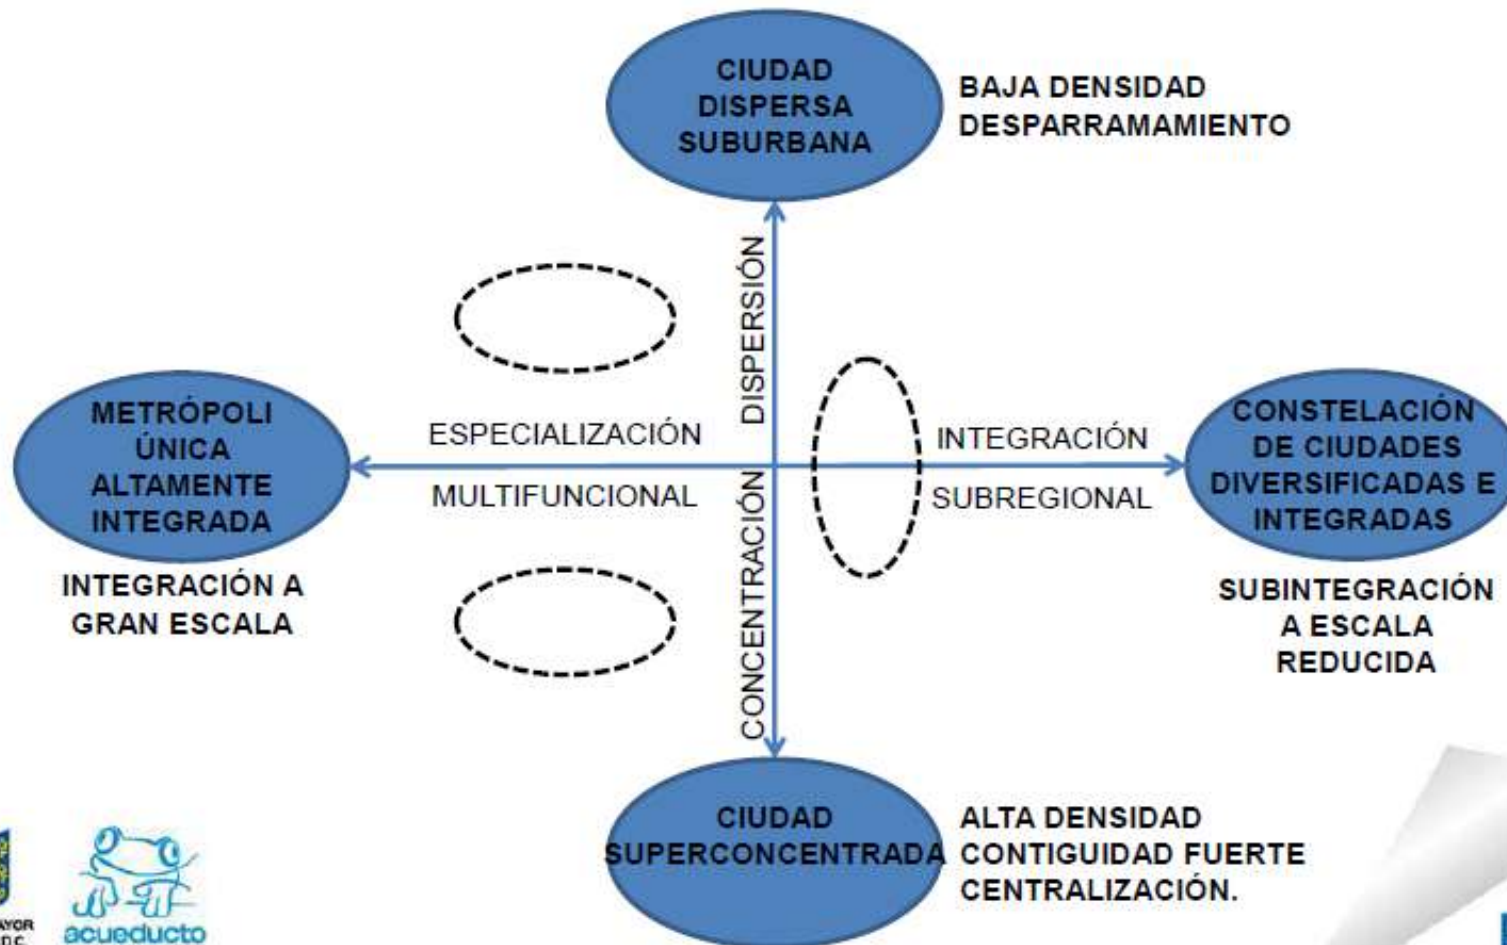 CIUDAD
DISPERSA
SUBURBANA
BAJA DENSIDAD
DESPARRAMAMIENTO
DISPERSIÓN
METRÓPOLI
ÚNICA
ALTAMENTE
INTEGRADA
ESPECIALIZACIÓN
MULTIFUNCIONAL
INTEGRACIÓN
SUBREGIONAL
CONSTELACIÓN
DE CIUDADES
DIVERSIFICADAS E
INTEGRADAS
INTEGRACIÓN A
GRAN ESCALA
CONCENTRACIÓN
SUBINTEGRACIÓN
A ESCALA
REDUCIDA
CIUDAD
SUPERCONCENTRADA
ALTA DENSIDAD
CONTIGUIDAD FUERTE
CENTRALIZACIÓN.
acueducto